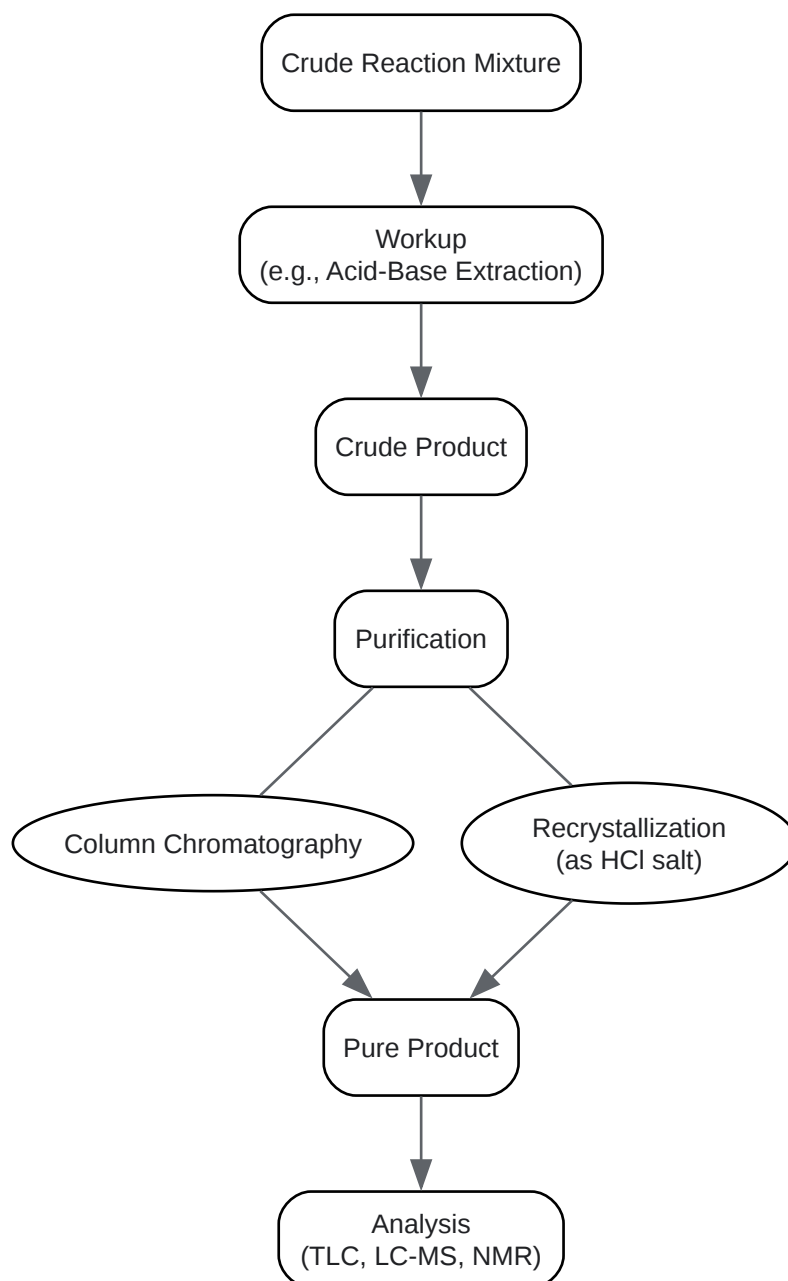 Crude Reaction Mixture
Workup
(e.g., Acid-Base Extraction)
Crude Product
Purification
Column Chromatography
Recrystallization
(as HCl salt)
Pure Product
Analysis
(TLC, LC-MS, NMR)